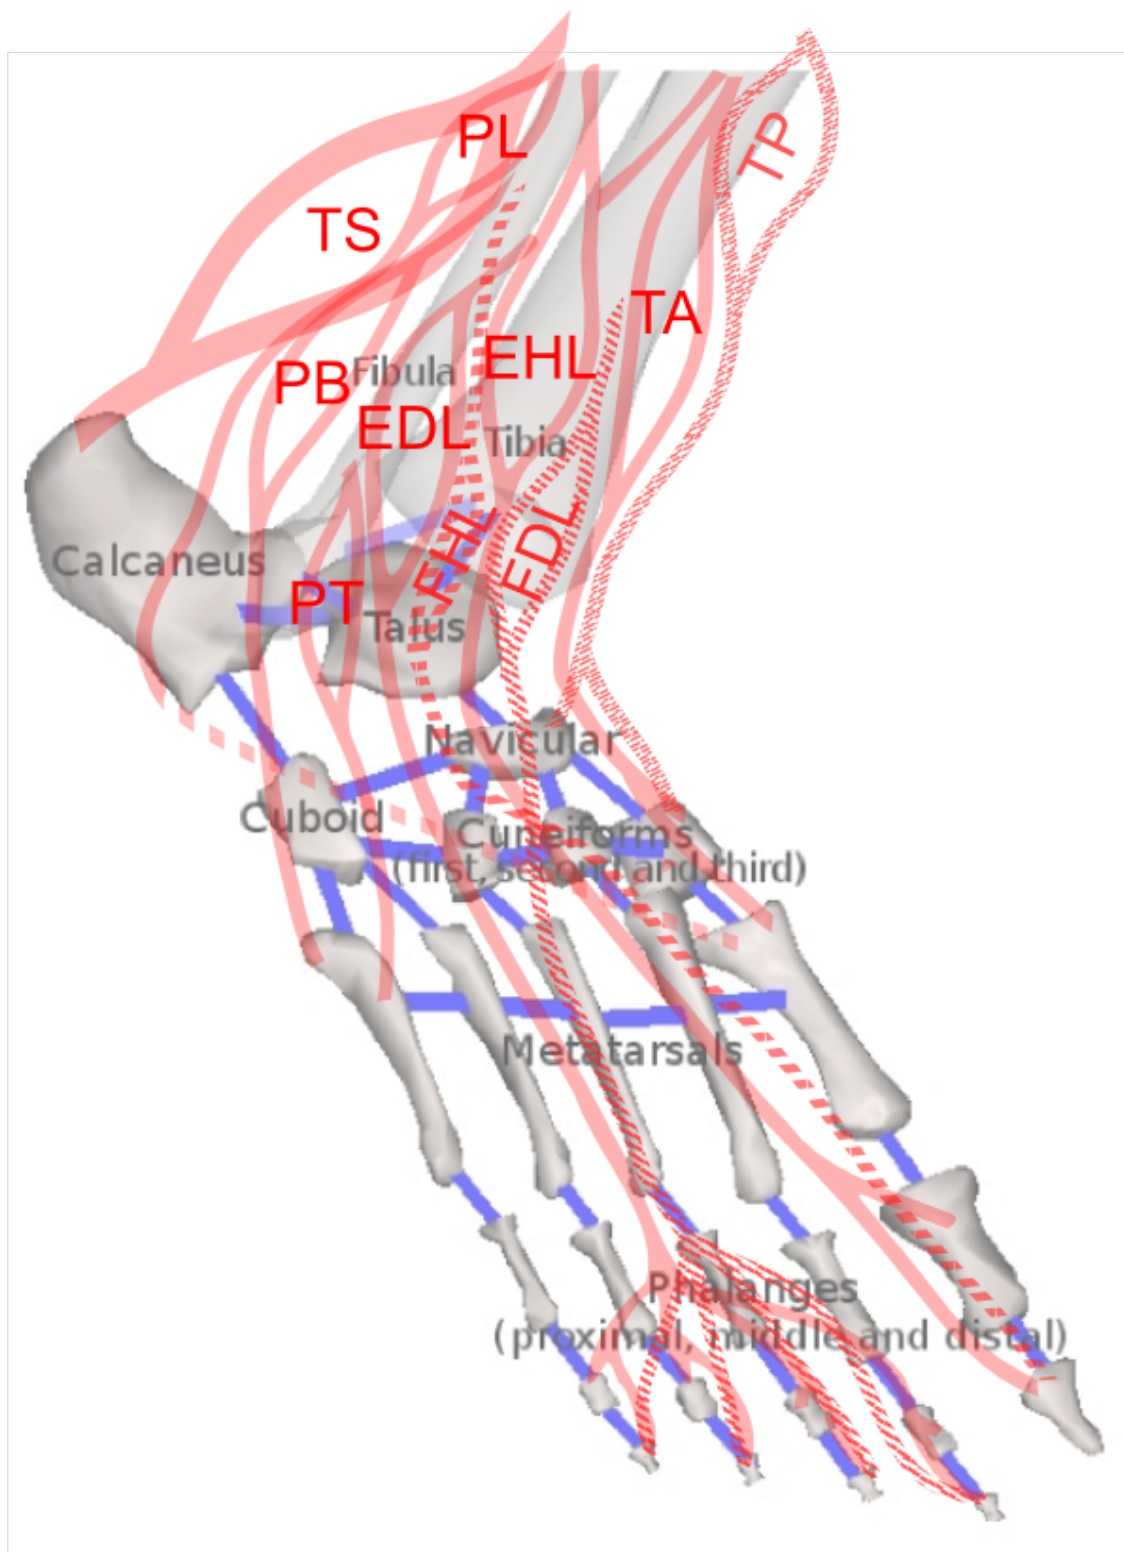 PL
TP
TS
TA
EHL
PB
Fibula
EDL
Tibia
FHL
FDL
Calcaneus
PT
Talus
Navicular
Cuboid
Cuneiforms
(first, second and third)
Metatarsals
Phalanges
(proximal, middle and distal)